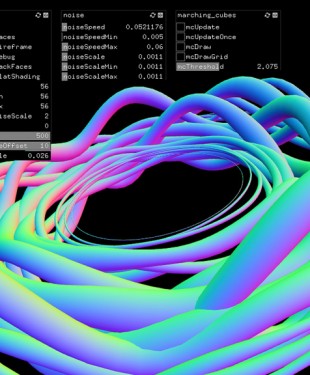 aces
ireFrame
ebug
ackFaces
latShading
56
n 56
x 56
iseScale 2
0
500
eOffset 10
le 0.026
noise
noiseSpeed 0.0521176
noiseSpeedMin 0.005
noiseSpeedMax 0.06
noiseScale 0.0011
noiseScaleMin 0.0011
noiseScaleMax 0.0011
marching_cubes
mcUpdate
mcUpdateOnce
mcDraw
mcDrawGrid
mcThreshold 2.075